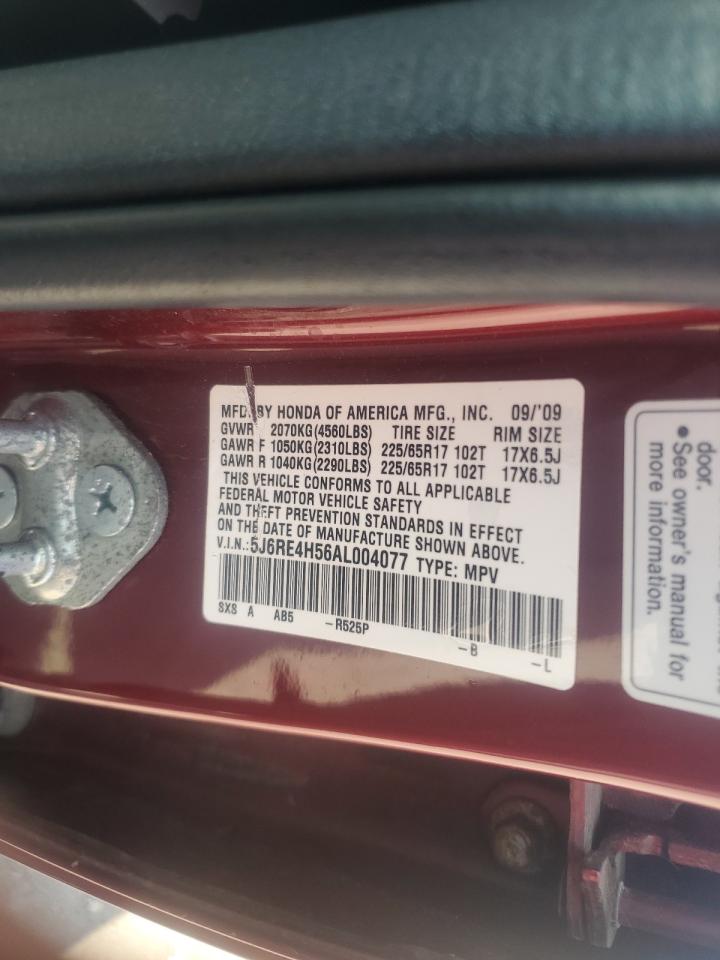 MFD. BY HONDA OF AMERICA MFG., INC. 09/'09
GVWR 2070KG(4560LBS) TIRE SIZE RIM SIZE
GAWR F 1050KG(2310LBS) 225/65R17 102T 17X6.5J
GAWR R 1040KG(2290LBS) 225/65R17 102T 17X6.5J
THIS VEHICLE CONFORMS TO ALL APPLICABLE
FEDERAL MOTOR VEHICLE SAFETY
AND THEFT PREVENTION STANDARDS IN EFFECT
ON THE DATE OF MANUFACTURE SHOWN ABOVE.
V.I.N.:5J6RE4H56AL004077 TYPE: MPV
SXS A AB5 -R525P -B -L
door.
• See owner's manual for
more information.